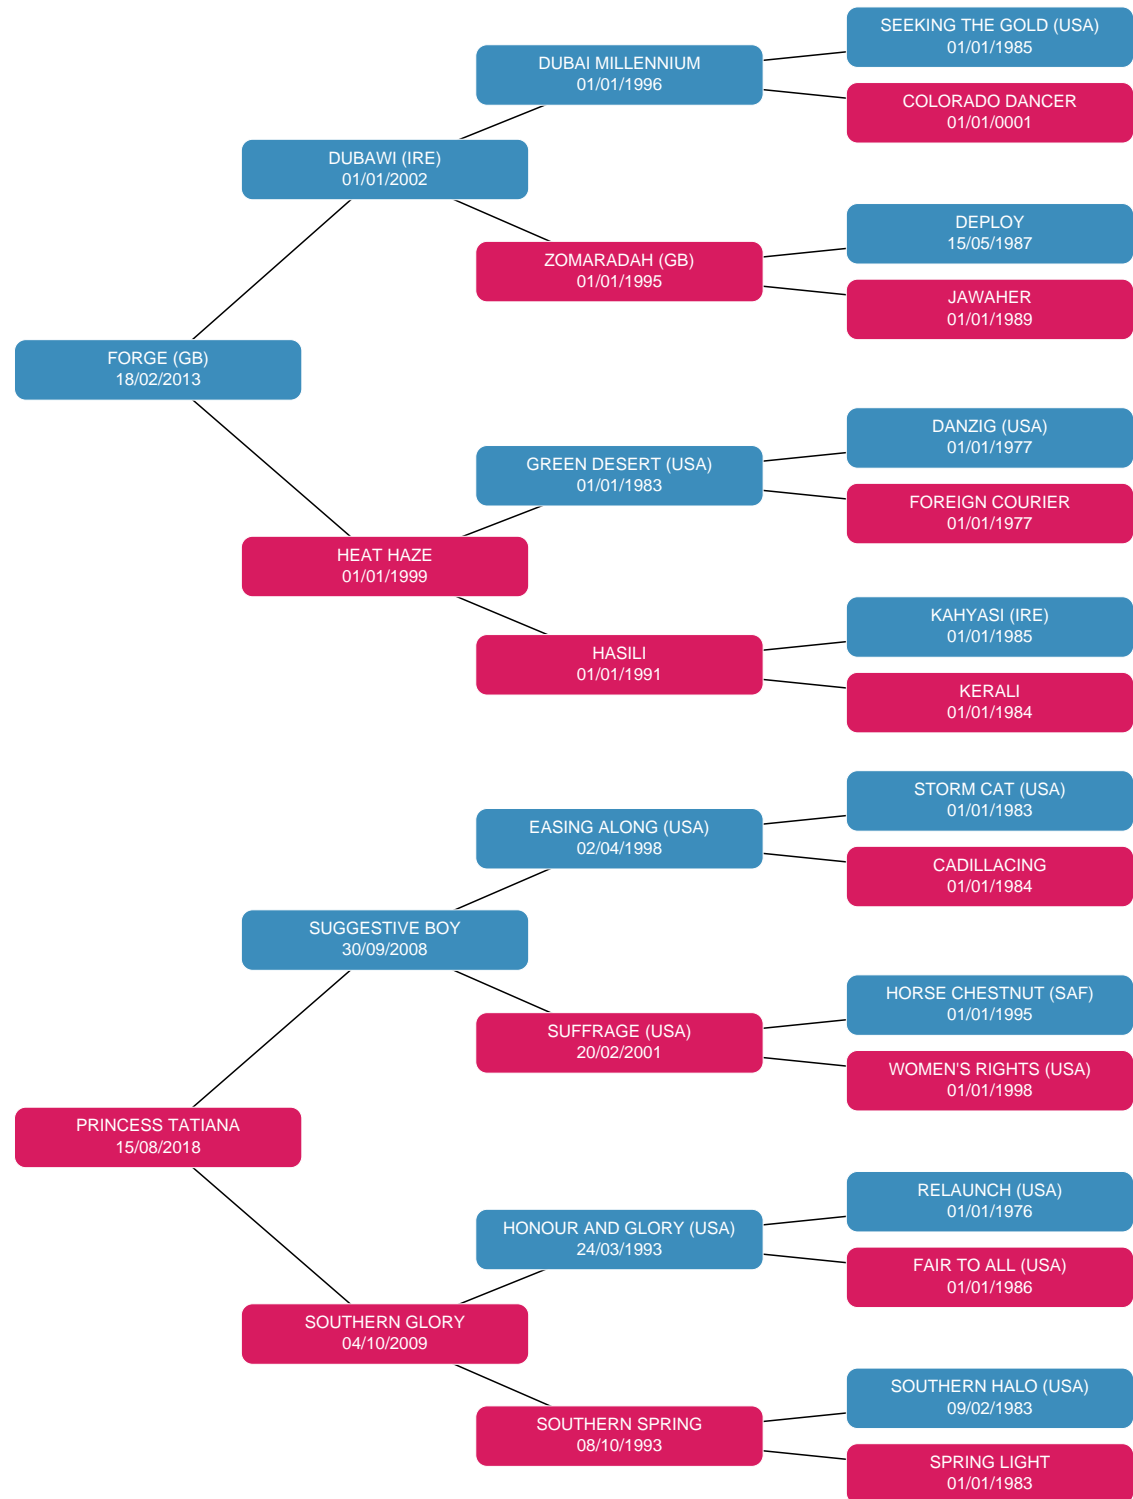 SEEKING THE GOLD (USA)
01/01/1985
DUBAI MILLENNIUM
01/01/1996
COLORADO DANCER
01/01/0001
DUBAWI (IRE)
01/01/2002
DEPLOY
15/05/1987
ZOMARADAH (GB)
01/01/1995
JAWAHER
01/01/1989
FORGE (GB)
18/02/2013
DANZIG (USA)
01/01/1977
GREEN DESERT (USA)
01/01/1983
FOREIGN COURIER
01/01/1977
HEAT HAZE
01/01/1999
KAHYASI (IRE)
01/01/1985
HASILI
01/01/1991
KERALI
01/01/1984
STORM CAT (USA)
01/01/1983
EASING ALONG (USA)
02/04/1998
CADILLACING
01/01/1984
SUGGESTIVE BOY
30/09/2008
HORSE CHESTNUT (SAF)
01/01/1995
SUFFRAGE (USA)
20/02/2001
WOMEN'S RIGHTS (USA)
01/01/1998
PRINCESS TATIANA
15/08/2018
RELAUNCH (USA)
01/01/1976
HONOUR AND GLORY (USA)
24/03/1993
FAIR TO ALL (USA)
01/01/1986
SOUTHERN GLORY
04/10/2009
SOUTHERN HALO (USA)
09/02/1983
SOUTHERN SPRING
08/10/1993
SPRING LIGHT
01/01/1983